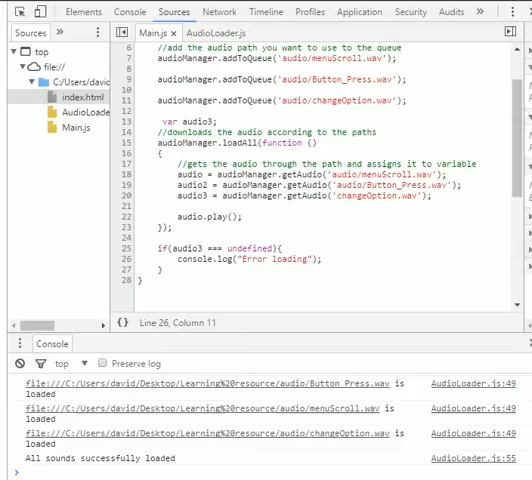 Elements Console Sources Network Timeline Profiles Application Security Audits »
Sources »
Main.js × AudioLoader.js
top
file://
C:/Users/david
index.html
AudioLoade
Main.js
6 //add the audio path you want to use to the queue
7 audioManager.addToQueue('audio/menuScroll.wav');
8
9 audioManager.addToQueue('audio/Button_Press.wav');
10
11 audioManager.addToQueue('audio/changeOption.wav');
12
13 var audio3;
14 //downloads the audio according to the paths
15 audioManager.loadAll(function ()
16 {
17 //gets the audio through the path and assigns it to variable
18 audio = audioManager.getAudio('audio/menuScroll.wav');
19 audio2 = audioManager.getAudio('audio/Button_Press.wav');
20 audio3 = audioManager.getAudio('changeOption.wav');
21
22 audio.play();
23 });
24
25 if(audio3 === undefined){
26 console.log("Error loading");
27 }
28 }
{} Line 26, Column 11
Console
top Preserve log
file:///C:/Users/david/Desktop/Learning%20resource/audio/Button_Press.wav is AudioLoader.js:49
loaded
file:///C:/Users/david/Desktop/Learning%20resource/audio/menuScroll.wav is AudioLoader.js:49
loaded
file:///C:/Users/david/Desktop/Learning%20resource/audio/changeOption.wav is AudioLoader.js:49
loaded
All sounds successfully loaded AudioLoader.js:55
>